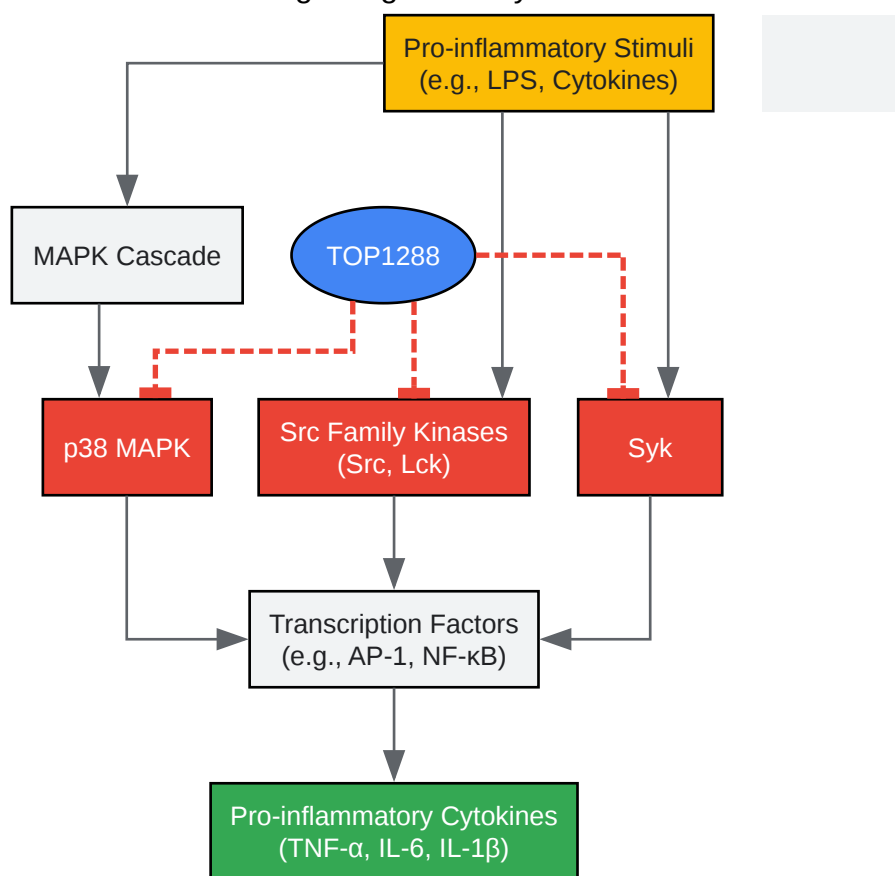 Pro-inflammatory Stimuli
(e.g., LPS, Cytokines)
MAPK Cascade
TOP1288
p38 MAPK
Src Family Kinases
(Src, Lck)
Syk
Transcription Factors
(e.g., AP-1, NF-κB)
Pro-inflammatory Cytokines
(TNF-α, IL-6, IL-1β)